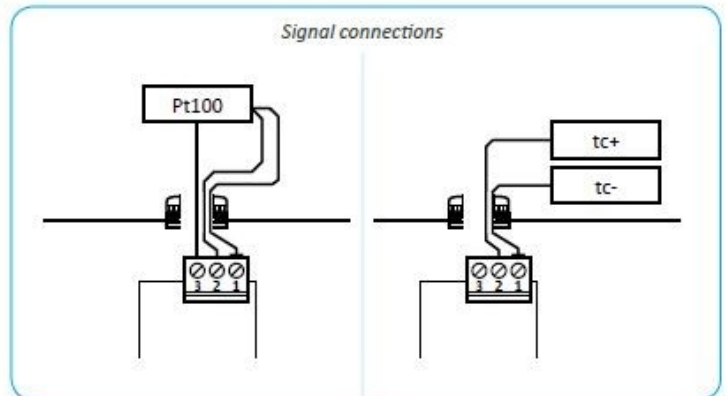 Signal connections
Pt100
3 2 1
tc+
tc-
3 2 1